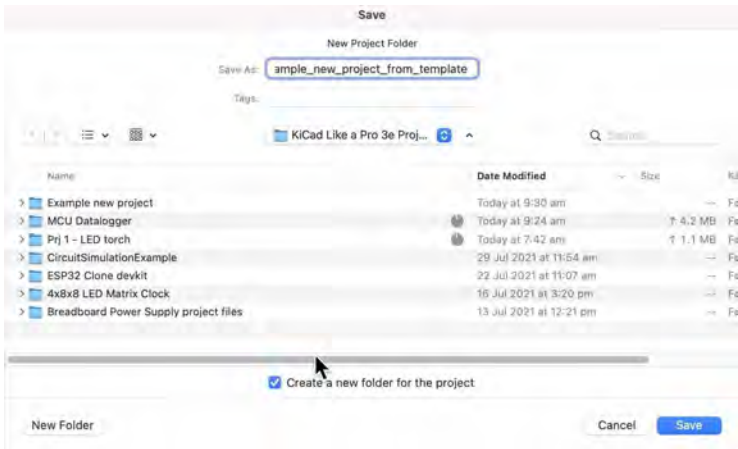 Save
New Project Folder
Save As: ample_new_project_from_template
Tags:
KiCad Like a Pro 3e Proj...
Name Date Modified Size
Example new project Today at 9:30 am --
MCU Datalogger Today at 9:24 am ↑ 4.2 MB
Prj 1 - LED torch Today at 7:42 am ↑ 1.1 MB
CircuitSimulationExample 29 Jul 2021 at 11:54 am --
ESP32 Clone devkit 22 Jul 2021 at 11:07 am --
4x8x8 LED Matrix Clock 16 Jul 2021 at 3:20 pm --
Breadboard Power Supply project files 13 Jul 2021 at 12:21 pm --
Create a new folder for the project
New Folder Cancel Save